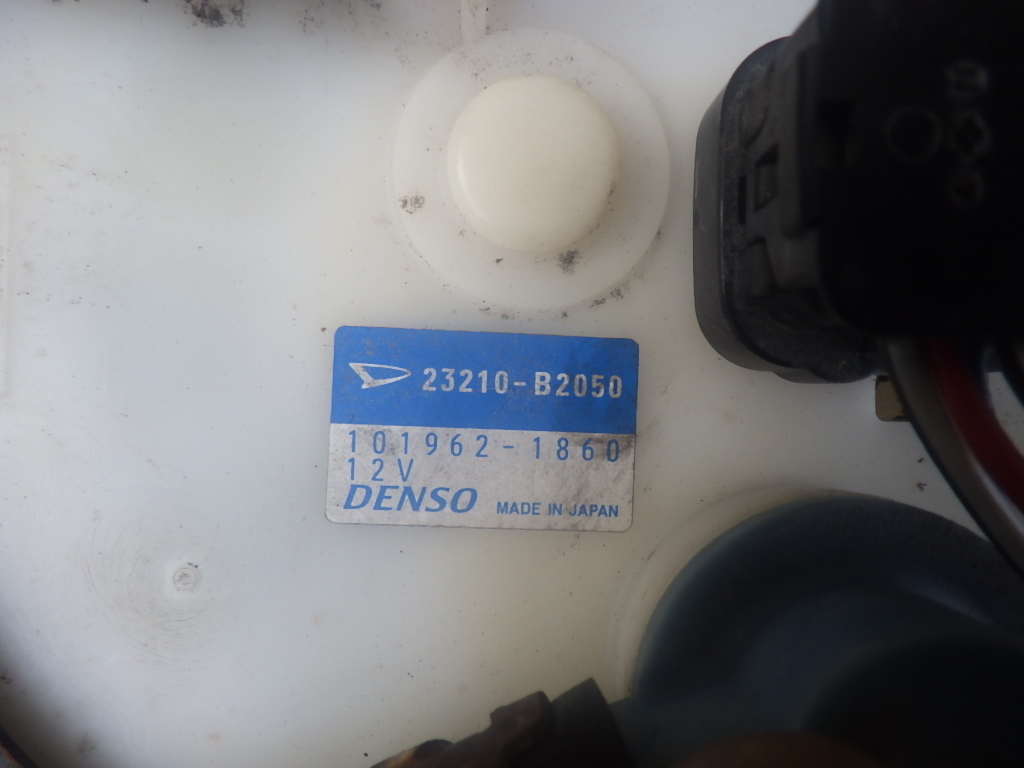 23210-B2050
101962-1860
12V
DENSO MADE IN JAPAN